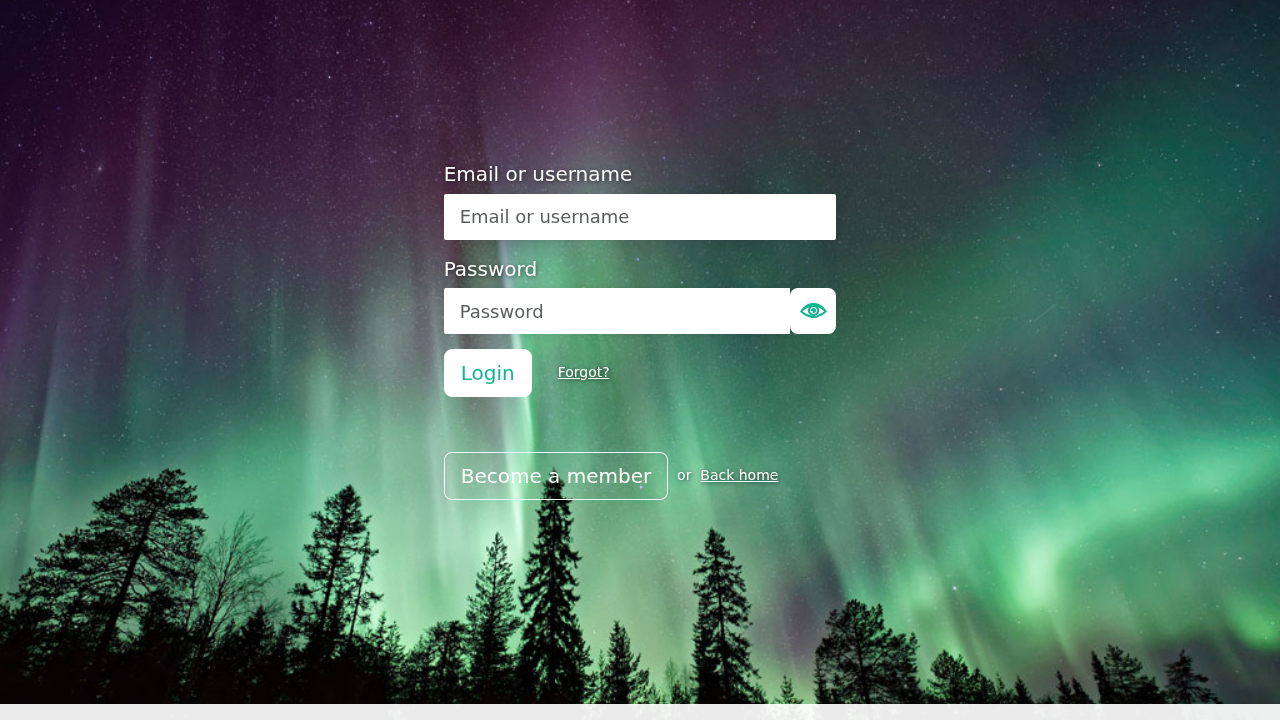 Email or username
Email or username
Password
Password
Login Forgot?
Become a member or Back home